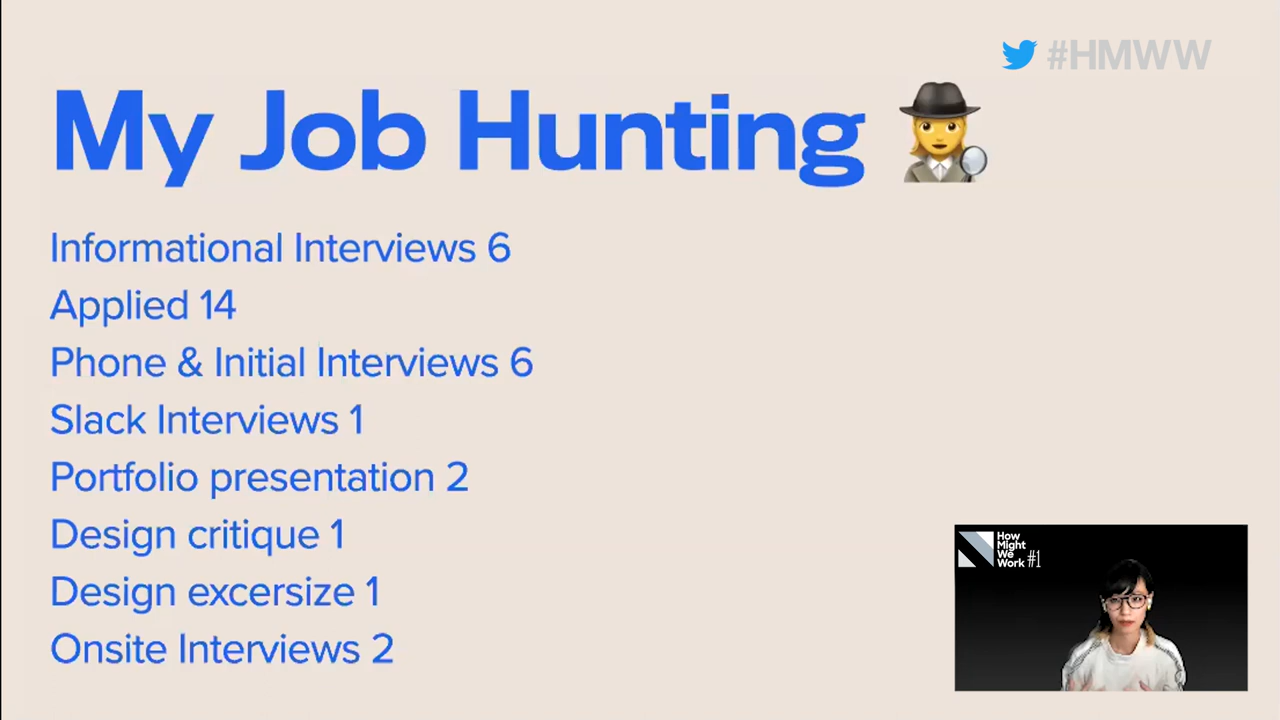 #HMWW
My Job Hunting
Informational Interviews 6
Applied 14
Phone & Initial Interviews 6
Slack Interviews 1
Portfolio presentation 2
Design critique 1
Design excersize 1
Onsite Interviews 2
How
Might
We
Work #1